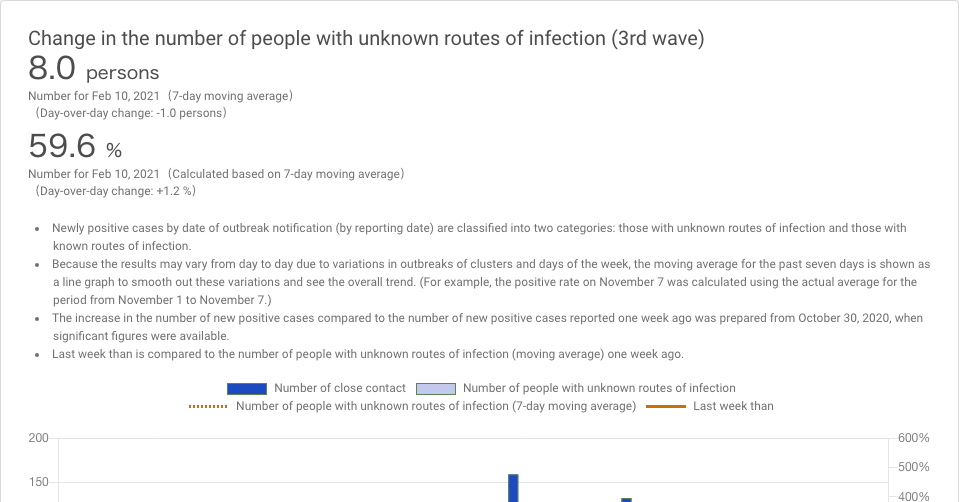 Change in the number of people with unknown routes of infection (3rd wave)
8.0 persons
Number for Feb 10, 2021（7-day moving average）
（Day-over-day change: -1.0 persons）
59.6 %
Number for Feb 10, 2021（Calculated based on 7-day moving average）
（Day-over-day change: +1.2 %）
• Newly positive cases by date of outbreak notification (by reporting date) are classified into two categories: those with unknown routes of infection and those with
known routes of infection.
• Because the results may vary from day to day due to variations in outbreaks of clusters and days of the week, the moving average for the past seven days is shown as
a line graph to smooth out these variations and see the overall trend. (For example, the positive rate on November 7 was calculated using the actual average for the
period from November 1 to November 7.)
• The increase in the number of new positive cases compared to the number of new positive cases reported one week ago was prepared from October 30, 2020, when
significant figures were available.
• Last week than is compared to the number of people with unknown routes of infection (moving average) one week ago.
Number of close contact Number of people with unknown routes of infection
Number of people with unknown routes of infection (7-day moving average) Last week than
200 600%
500%
150
400%